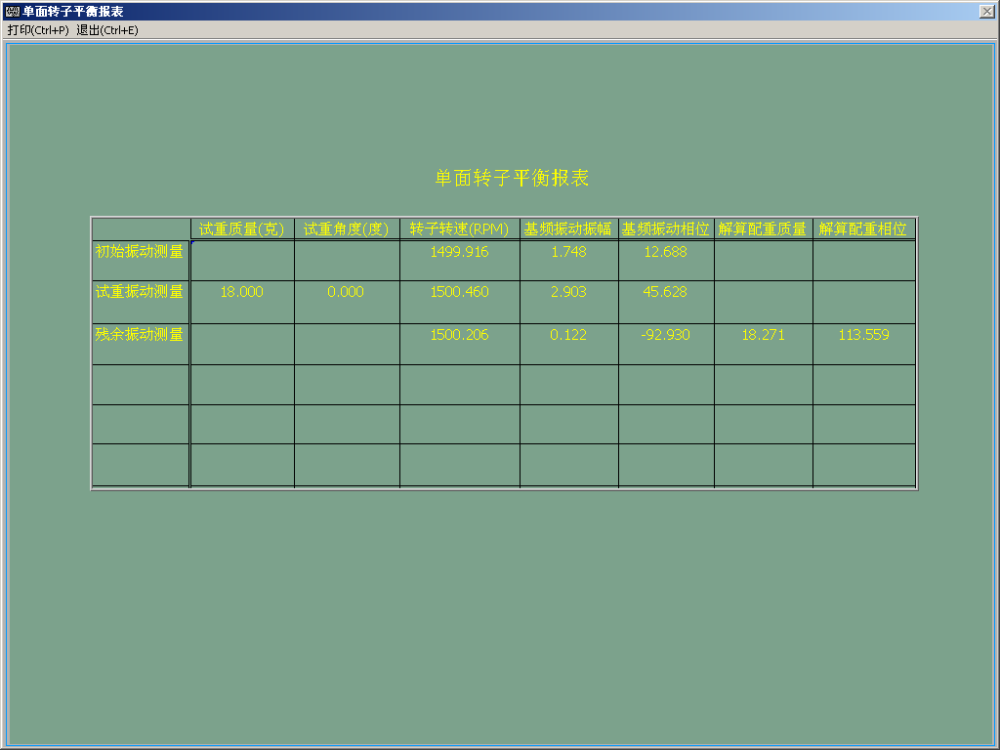 单面转子平衡报表
打印(Ctrl+P) 退出(Ctrl+E)
单面转子平衡报表
试重质量(克) 试重角度(度) 转子转速(RPM) 基频振动振幅 基频振动相位 解算配重质量 解算配重相位
初始振动测量 1499.916 1.748 12.688
试重振动测量 18.000 0.000 1500.460 2.903 45.628
残余振动测量 1500.206 0.122 -92.930 18.271 113.559